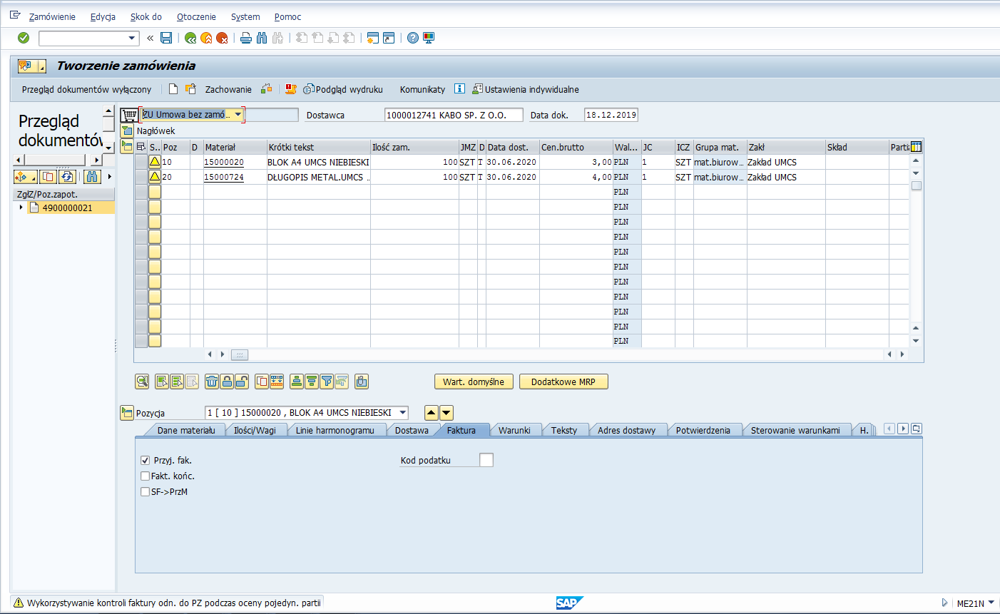 Zamówienie Edycja Skok do Otoczenie System Pomoc
Tworzenie zamówienia
Przegląd dokumentów wyłączony Zachowanie Podgląd wydruku Komunikaty Ustawienia indywidualne
Przegląd
dokumentów
ZU Umowa bez zamó... Dostawca 1000012741 KABO SP. Z O.O. Data dok. 18.12.2019
Nagłówek
S.. Poz D Materiał Krótki tekst Ilość zam. JMZ D Data dost. Cen.brutto Wal... JC ICZ Grupa mat. Zakł Skład Parti
10 15000020 BLOK A4 UMCS NIEBIESKI 100 SZT T 30.06.2020 3,00 PLN 1 SZT mat.biurow... Zakład UMCS
20 15000724 DŁUGOPIS METAL.UMCS .. 100 SZT T 30.06.2020 4,00 PLN 1 SZT mat.biurow... Zakład UMCS
PLN
PLN
PLN
PLN
PLN
PLN
PLN
PLN
PLN
PLN
PLN
ZgłZ/Poz.zapot.
4900000021
Wart. domyślne Dodatkowe MRP
Pozycja 1 [ 10 ] 15000020 , BLOK A4 UMCS NIEBIESKI
Dane materiału Ilości/Wagi Linie harmonogramu Dostawa Faktura Warunki Teksty Adres dostawy Potwierdzenia Sterowanie warunkami H.
Przyj. fak. Kod podatku
Fakt. końc.
SF->PrzM
Wykorzystywanie kontroli faktury odn. do PZ podczas oceny pojedyn. partii SAP ME21N